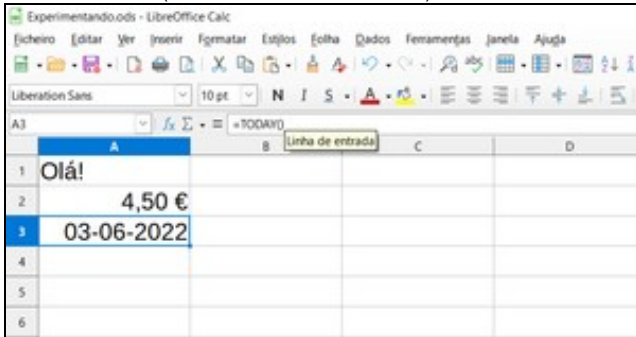 Experimentando.ods - LibreOffice Calc
Ficheiro Editar Ver Inserir Formatar Estilos Folha Dados Ferramentas Janela Ajuda
Liberation Sans 10 pt N I S A
A3 fx Σ = =TODAY()
Linha de entrada
A B C D
1 Olá!
2 4,50 €
3 03-06-2022
4
5
6